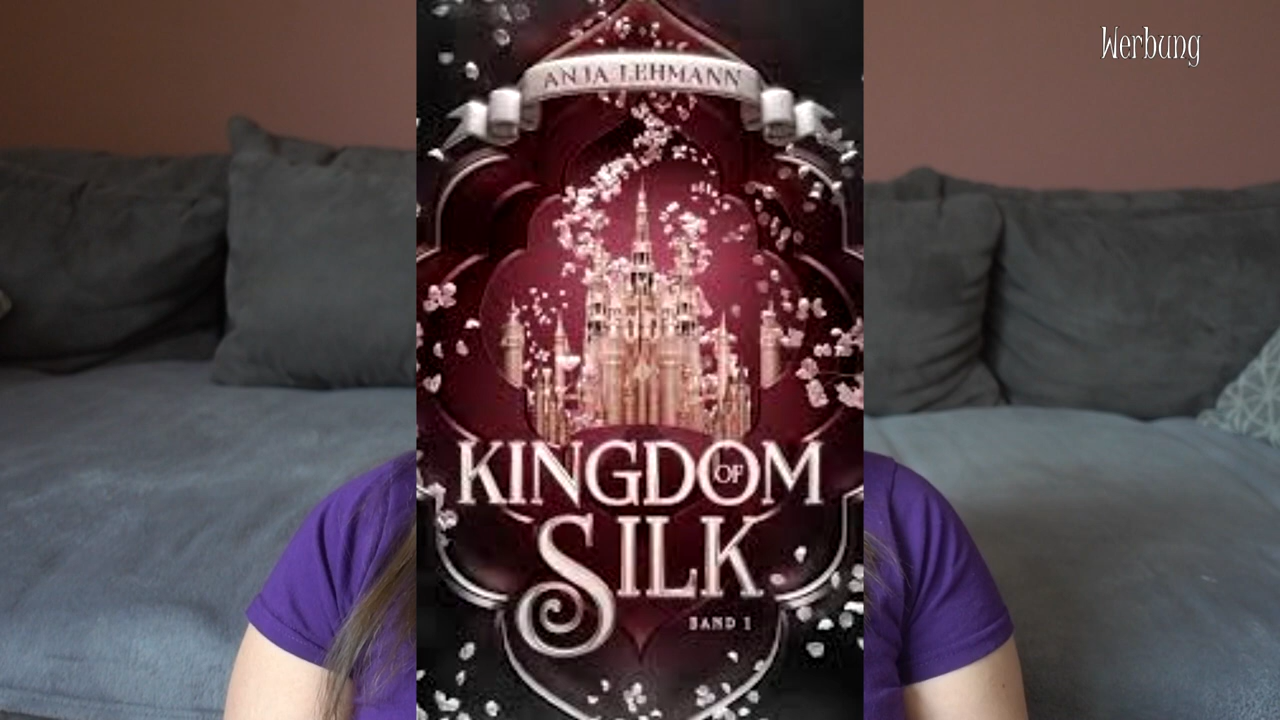 Werbung
ANJA LEHMANN
KINGDOM
OF
SILK
BAND 1